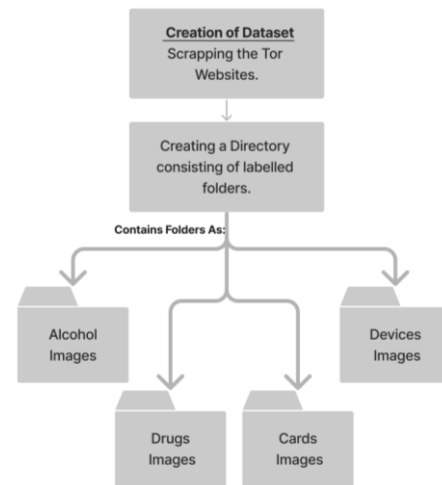 Creation of Dataset
Scrapping the Tor
Websites.
Creating a Directory
consisting of labelled
folders.
Contains Folders As:
Alcohol
Images
Devices
Images
Drugs
Images
Cards
Images